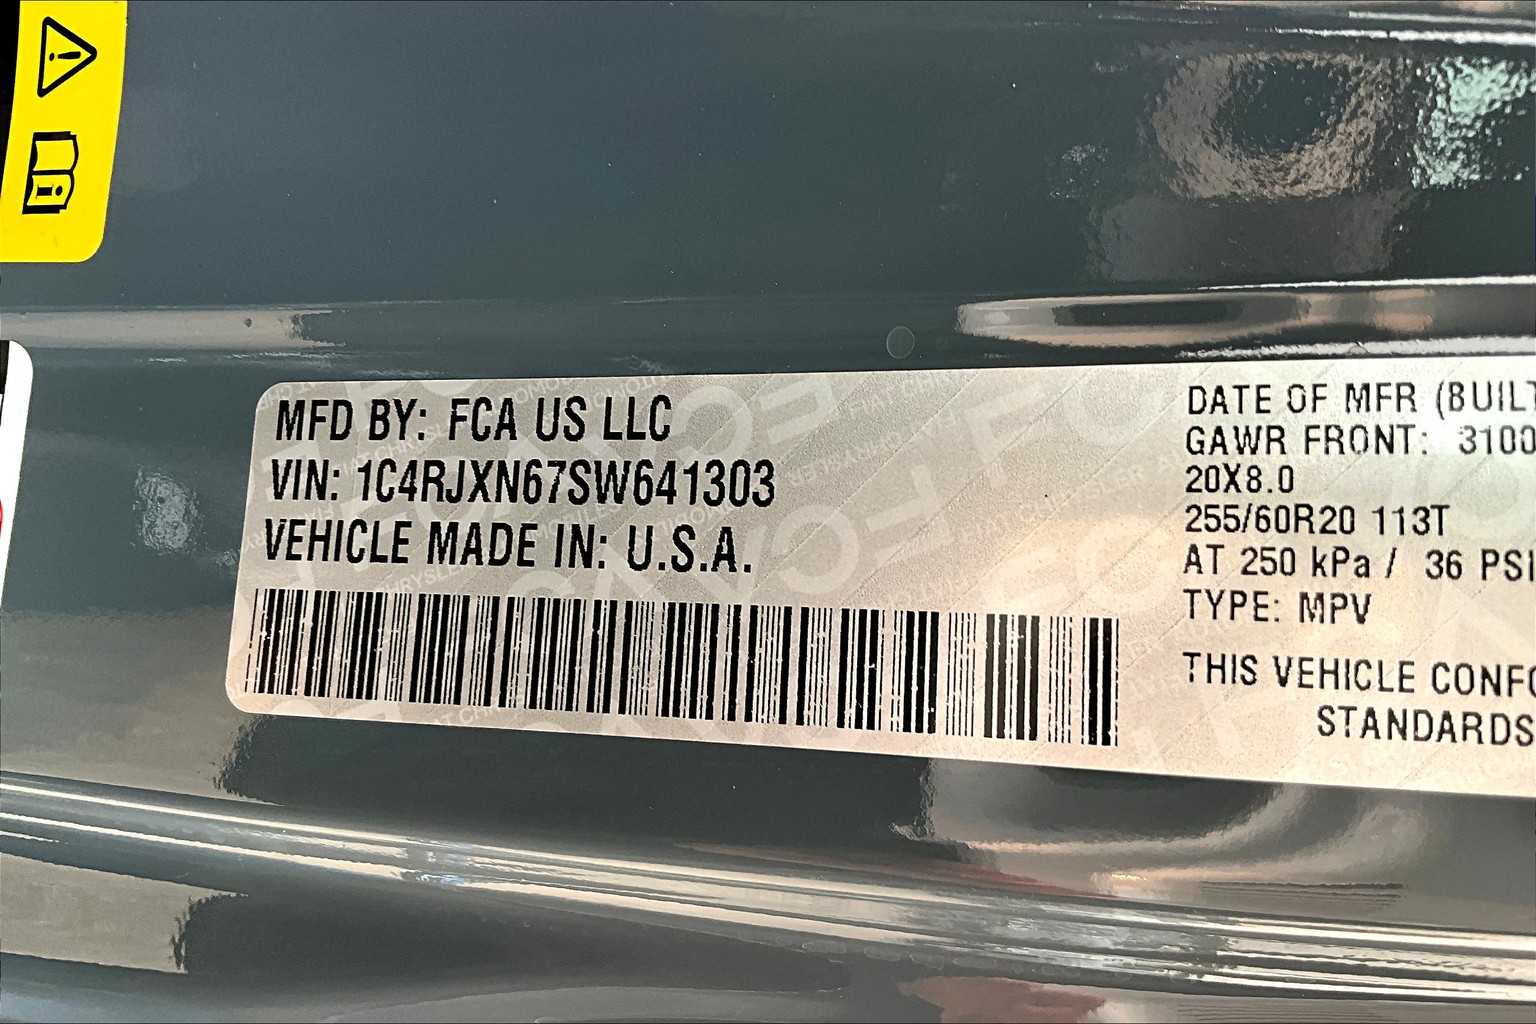 MFD BY: FCA US LLC
VIN: 1C4RJXN67SW641303
VEHICLE MADE IN: U.S.A.
DATE OF MFR (BUILT
GAWR FRONT: 3100
20X8.0
255/60R20 113T
AT 250 kPa / 36 PSI
TYPE: MPV
THIS VEHICLE CONFO
STANDARDS